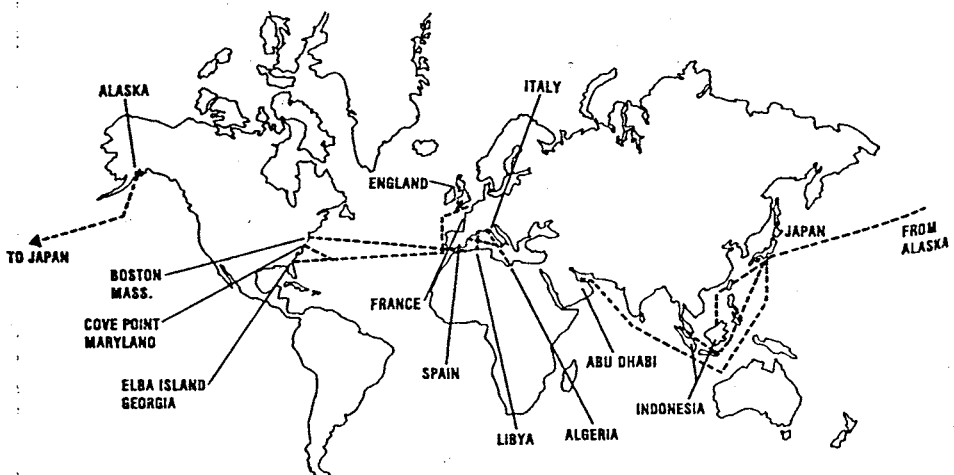 ALASKA
ITALY
ENGLAND
JAPAN
FROM
ALASKA
TO JAPAN
BOSTON
MASS.
FRANCE
COVE POINT
MARYLAND
ABU DHABI
SPAIN
ELBA ISLAND
GEORGIA
INDONESIA
LIBYA
ALGERIA